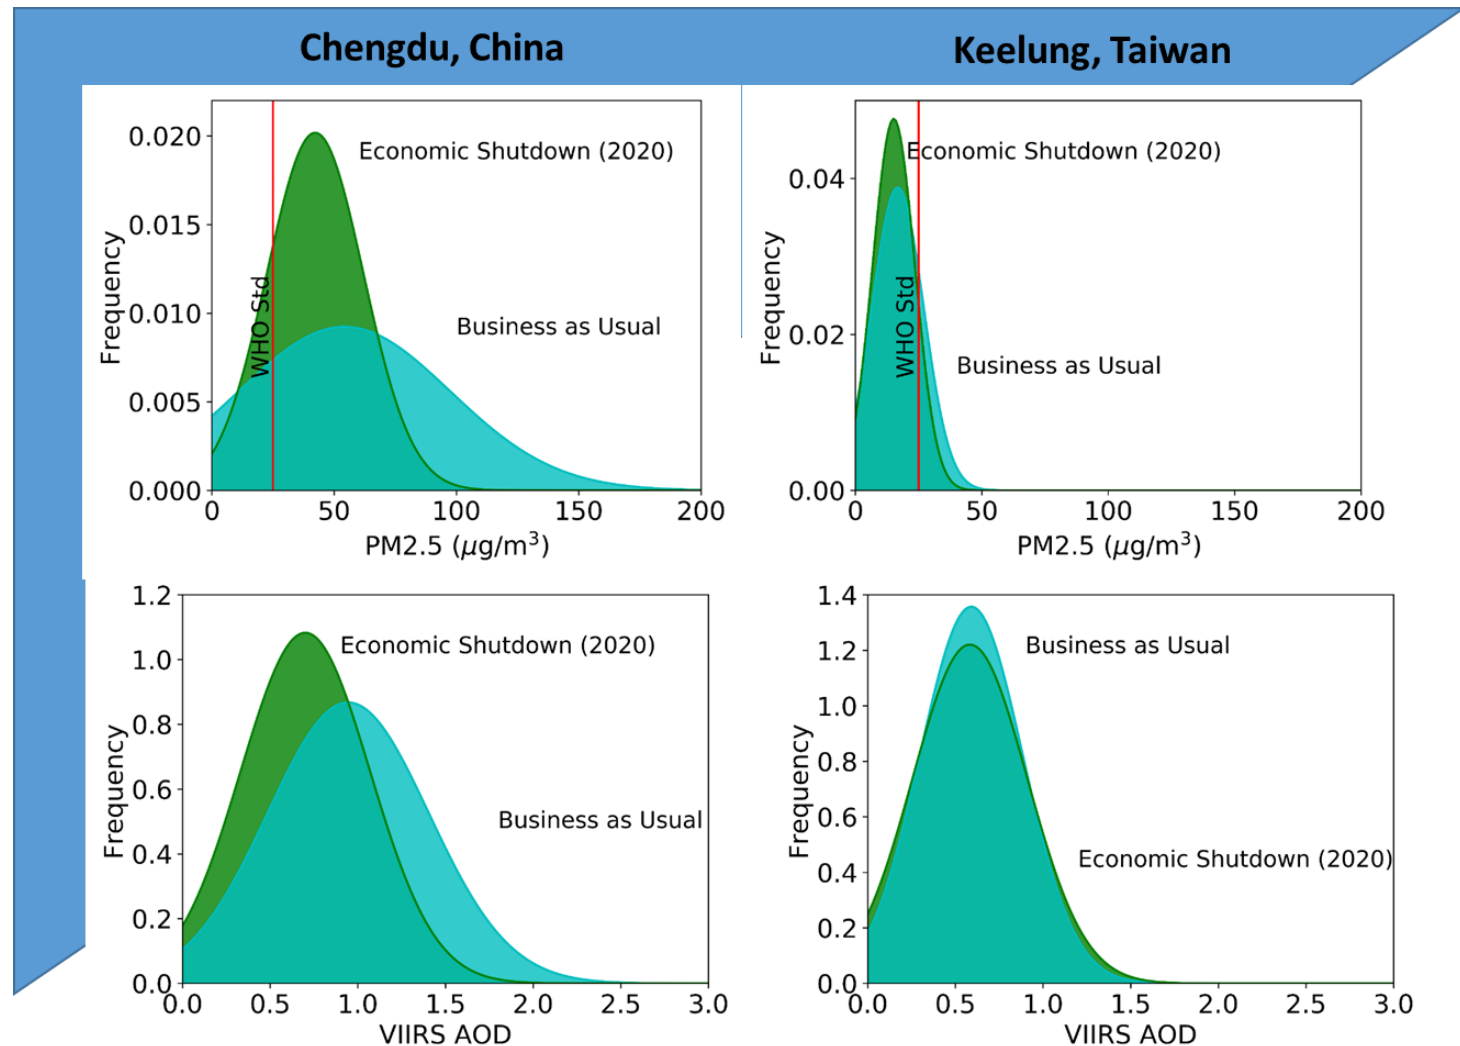 Chengdu, China
Keelung, Taiwan
0.020
0.015
0.010
0.005
0.000
Frequency
Economic Shutdown (2020)
Business as Usual
WHO Std
0 50 100 150 200
PM2.5 (μg/m³)
0.04
0.02
0.00
Frequency
Economic Shutdown (2020)
Business as Usual
WHO Std
0 50 100 150 200
PM2.5 (μg/m³)
1.2
1.0
0.8
0.6
0.4
0.2
0.0
Frequency
Economic Shutdown (2020)
Business as Usual
0.0 0.5 1.0 1.5 2.0 2.5 3.0
VIIRS AOD
1.4
1.2
1.0
0.8
0.6
0.4
0.2
0.0
Frequency
Business as Usual
Economic Shutdown (2020)
0.0 0.5 1.0 1.5 2.0 2.5 3.0
VIIRS AOD